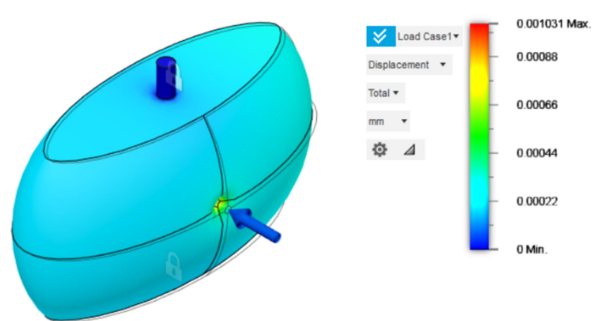 0.001031 Max.
Load Case1
0.00088
Displacement
Total
0.00066
mm
0.00044
0.00022
0 Min.